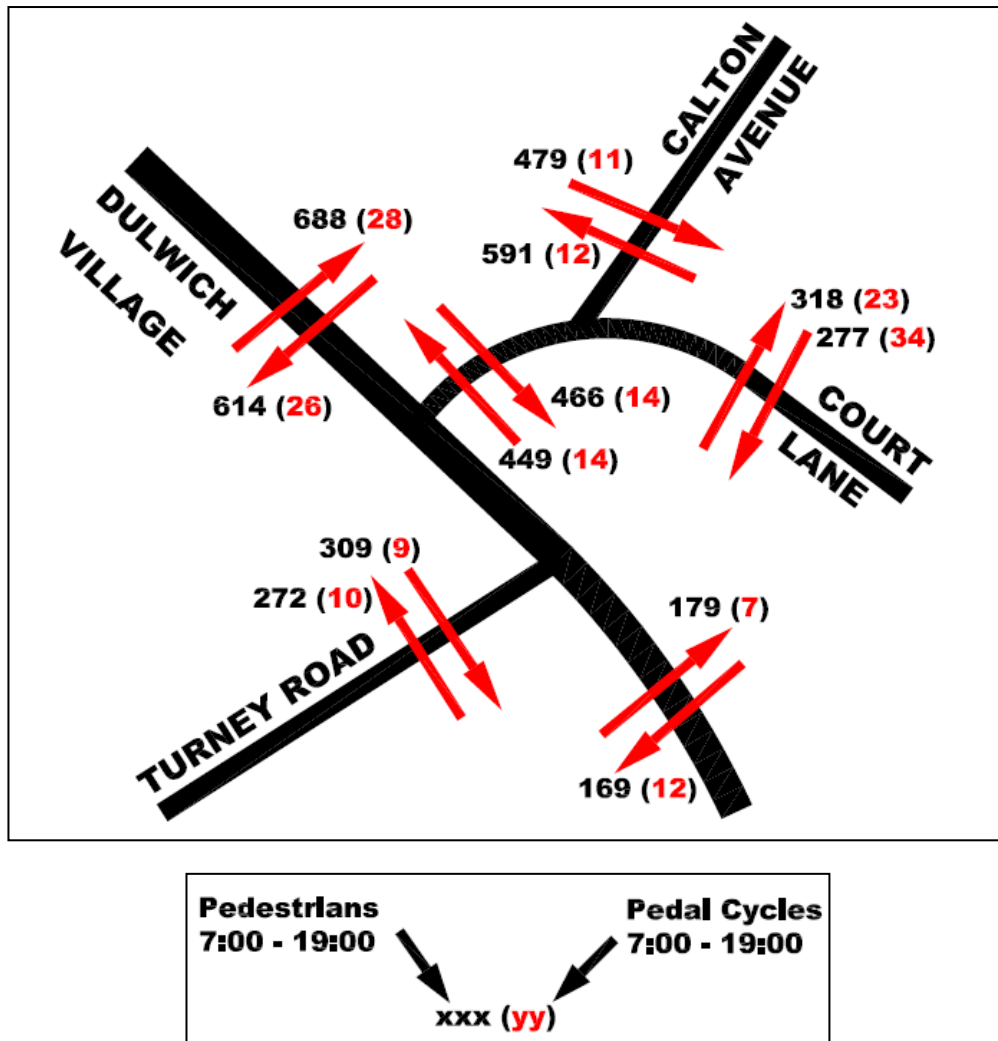 CALTON
AVENUE
479 (11)
591 (12)
DULWICH
VILLAGE
688 (28)
614 (26)
318 (23)
277 (34)
466 (14)
449 (14)
COURT
LANE
309 (9)
272 (10)
179 (7)
169 (12)
TURNEY ROAD
Pedestrians
7:00 - 19:00
Pedal Cycles
7:00 - 19:00
xxx (yy)